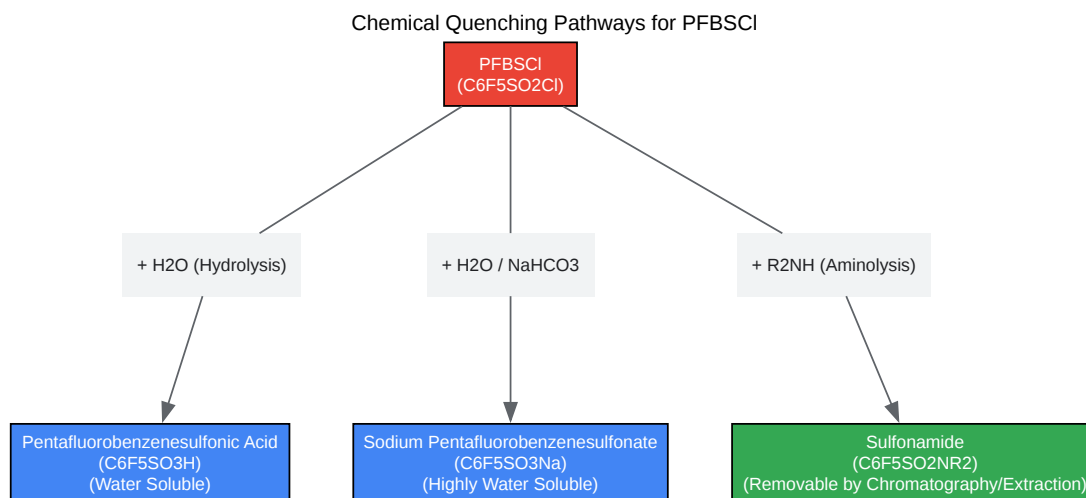 Chemical Quenching Pathways for PFBSCl
PFBSCl
(C6F5SO2Cl)
+ H2O (Hydrolysis)
+ H2O / NaHCO3
+ R2NH (Aminolysis)
Pentafluorobenzenesulfonic Acid
(C6F5SO3H)
(Water Soluble)
Sodium Pentafluorobenzenesulfonate
(C6F5SO3Na)
(Highly Water Soluble)
Sulfonamide
(C6F5SO2NR2)
(Removable by Chromatography/Extraction)